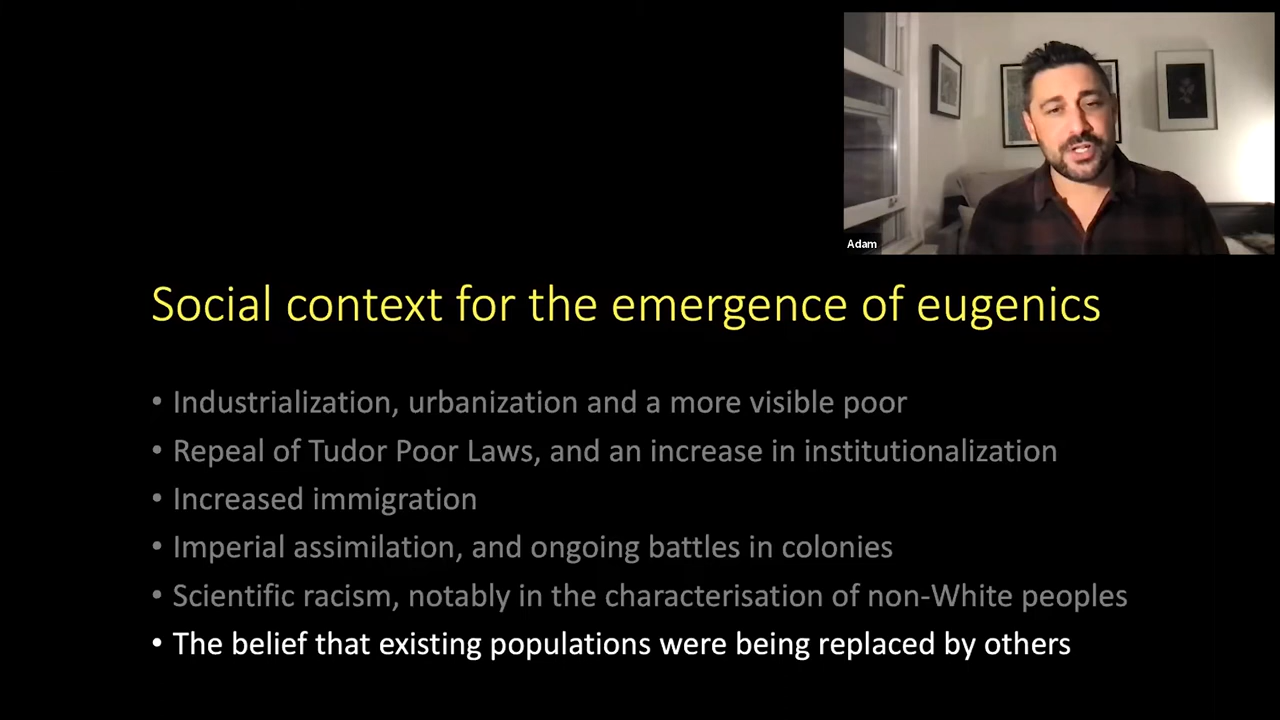 Adam
Social context for the emergence of eugenics
• Industrialization, urbanization and a more visible poor
• Repeal of Tudor Poor Laws, and an increase in institutionalization
• Increased immigration
• Imperial assimilation, and ongoing battles in colonies
• Scientific racism, notably in the characterisation of non-White peoples
• The belief that existing populations were being replaced by others